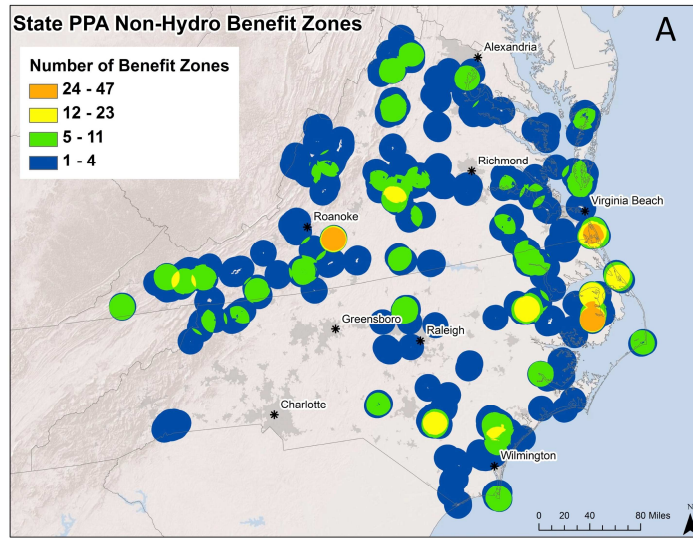 State PPA Non-Hydro Benefit Zones
A
Number of Benefit Zones
24 - 47
12 - 23
5 - 11
1 - 4
Alexandria
Richmond
Virginia Beach
Roanoke
Greensboro
Raleigh
Charlotte
Wilmington
0 20 40 80 Miles
N